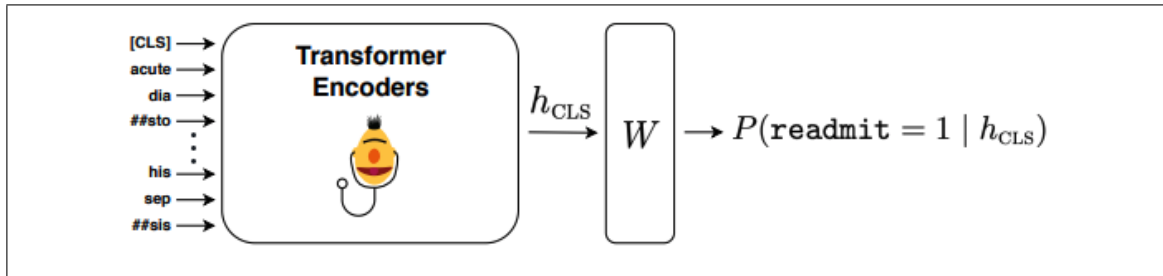 [CLS]
acute
dia
##sto
his
sep
##sis
Transformer
Encoders
h_CLS
W
P(readmit = 1 | h_CLS)